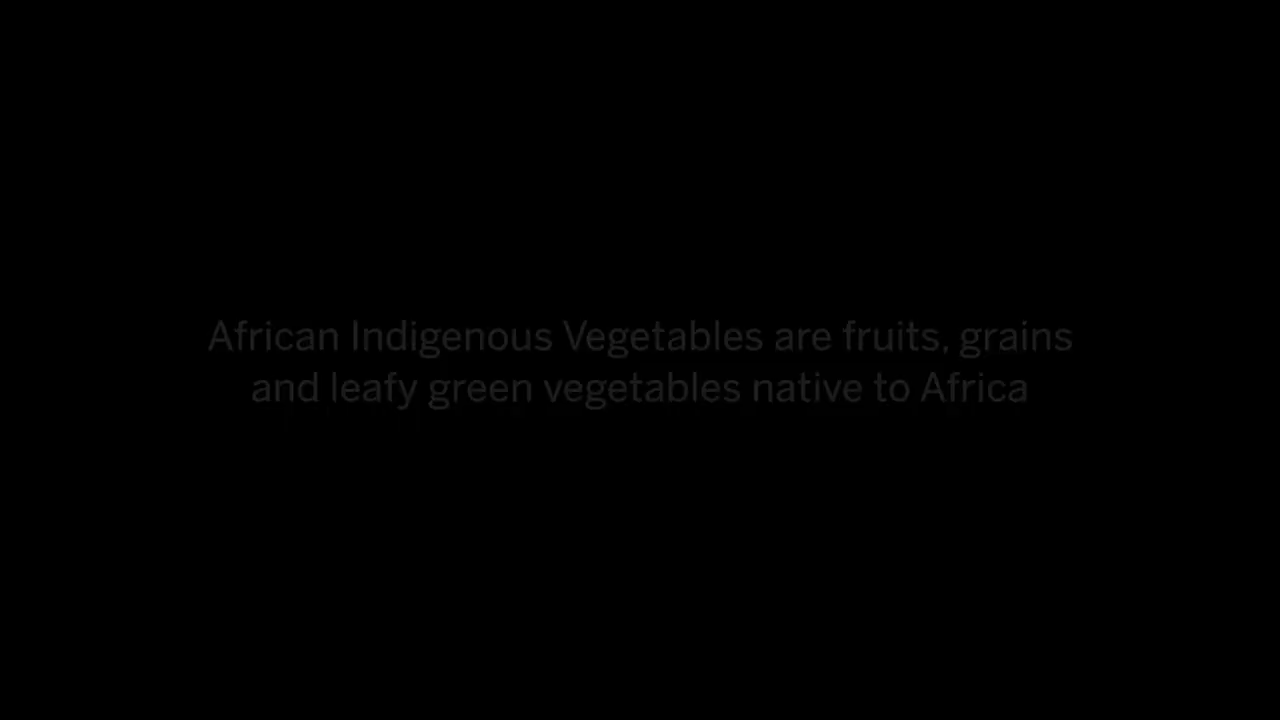 African Indigenous Vegetables are fruits, grains
and leafy green vegetables native to Africa